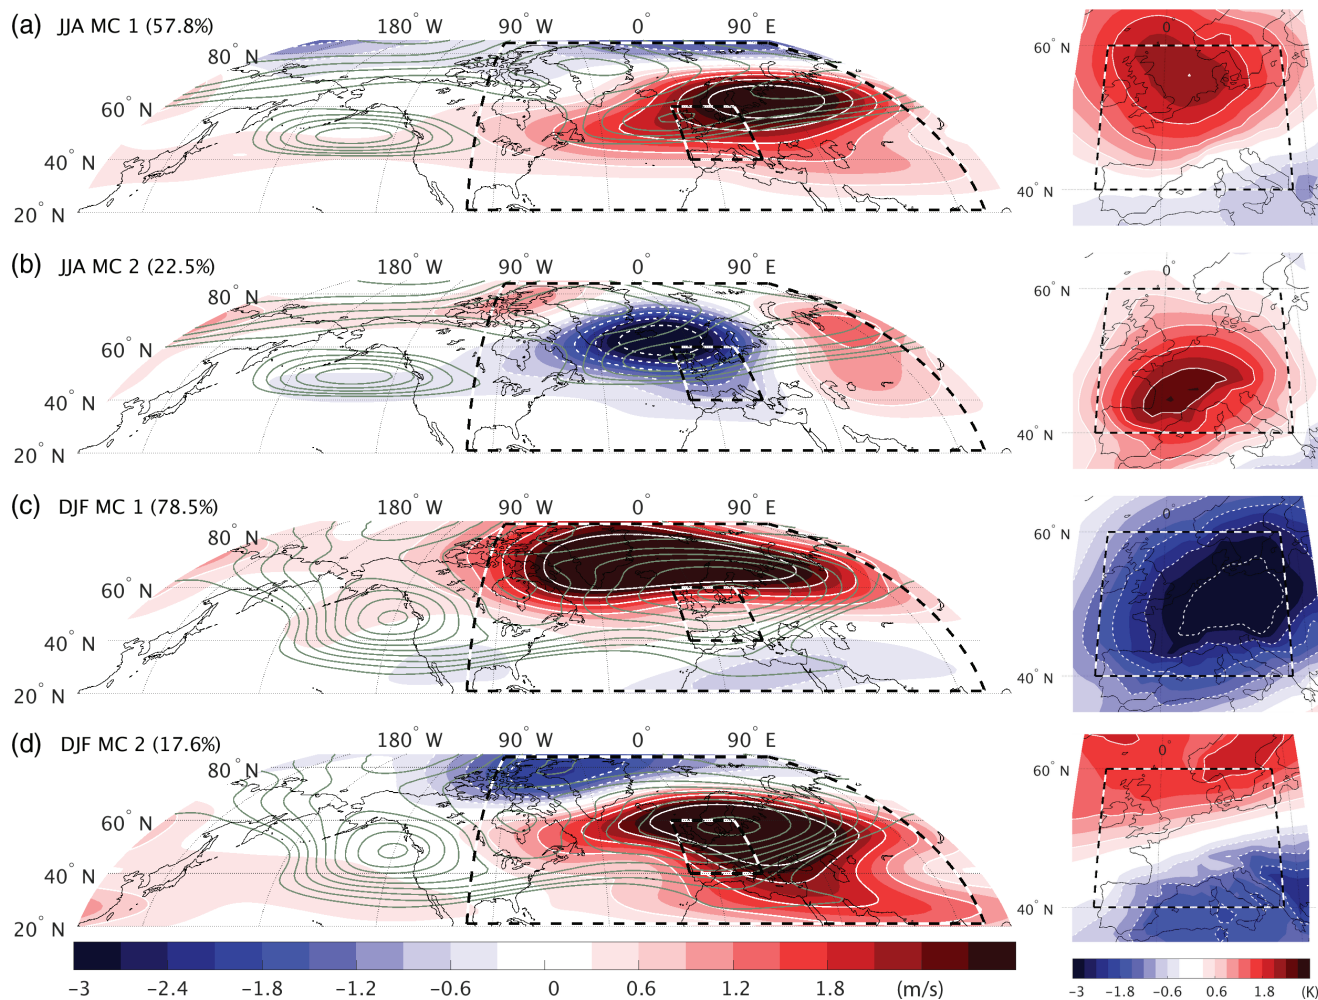 (a) JJA MC 1 (57.8%)
180° W 90° W 0° 90° E
80° N
60° N
40° N
20° N
0°
60° N
40° N
(b) JJA MC 2 (22.5%)
180° W 90° W 0° 90° E
80° N
60° N
40° N
20° N
0°
60° N
40° N
(c) DJF MC 1 (78.5%)
180° W 90° W 0° 90° E
80° N
60° N
40° N
20° N
0°
60° N
40° N
(d) DJF MC 2 (17.6%)
180° W 90° W 0° 90° E
80° N
60° N
40° N
20° N
0°
60° N
40° N
−3 −2.4 −1.8 −1.2 −0.6 0 0.6 1.2 1.8 (m/s)
−3 −1.8 −0.6 0.6 1.8 (K)